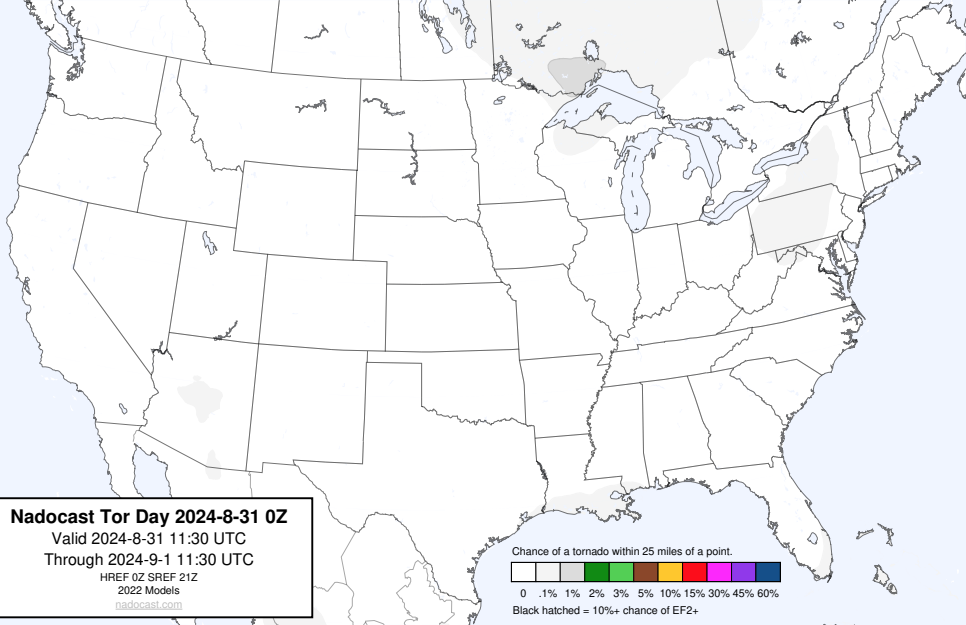 Nadocast Tor Day 2024-8-31 0Z
Valid 2024-8-31 11:30 UTC
Through 2024-9-1 11:30 UTC
HREF 0Z SREF 21Z
2022 Models
nadocast.com
Chance of a tornado within 25 miles of a point.
0 .1% 1% 2% 3% 5% 10% 15% 30% 45% 60%
Black hatched = 10%+ chance of EF2+